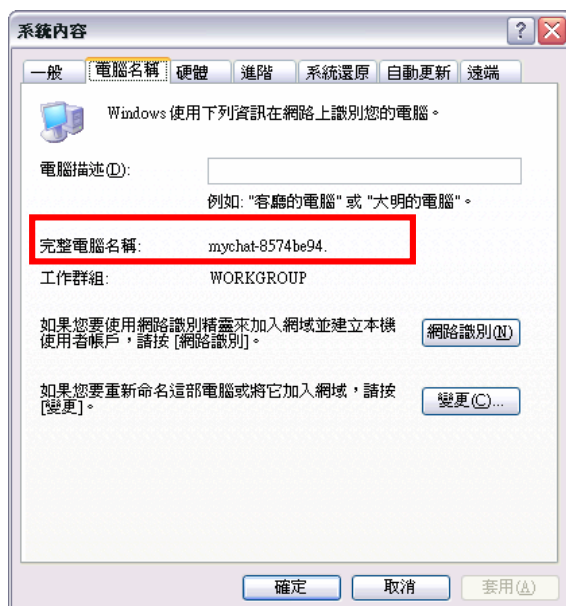 系統內容
一般 電腦名稱 硬體 進階 系統還原 自動更新 遠端
Windows 使用下列資訊在網路上識別您的電腦。
電腦描述(D):
例如: "客廳的電腦" 或 "大明的電腦"。
完整電腦名稱: mychat-8574be94.
工作群組: WORKGROUP
如果您要使用網路識別精靈來加入網域並建立本機
使用者帳戶，請按 [網路識別]。
網路識別(N)
如果您要重新命名這部電腦或將它加入網域，請按
[變更]。
變更(C)...
確定 取消 套用(A)